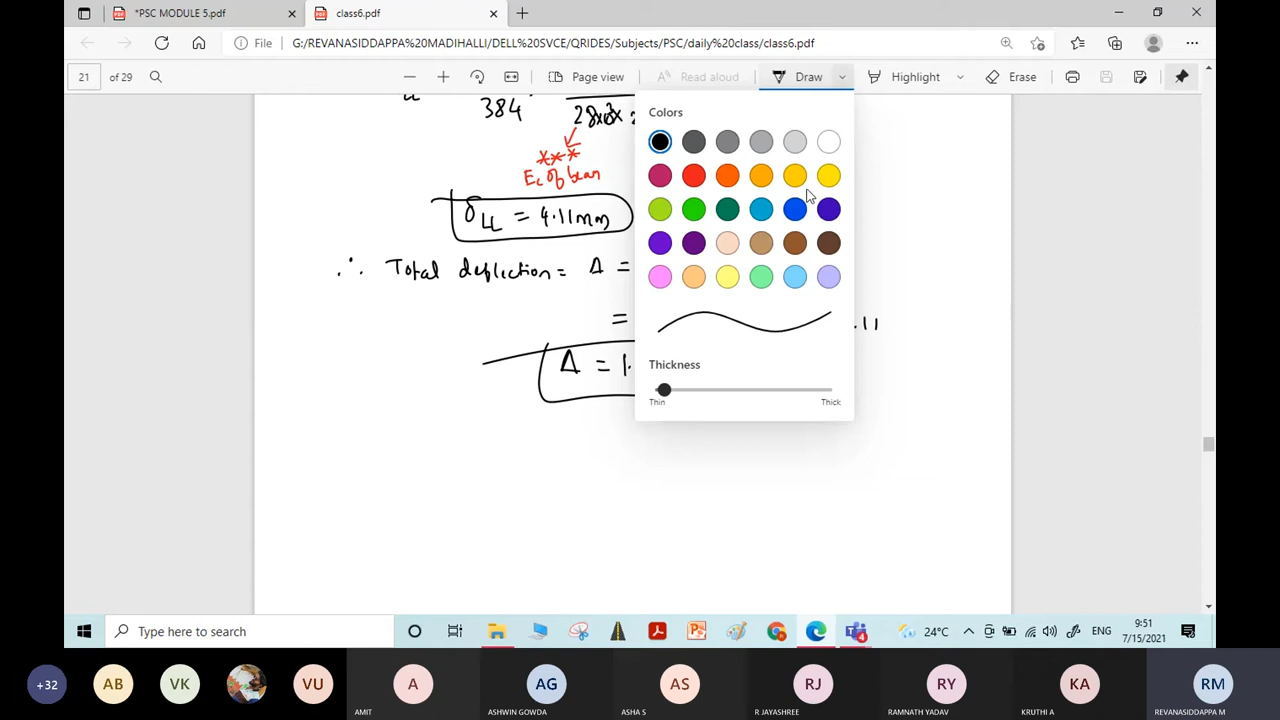 *PSC MODULE 5.pdf
class6.pdf
File
G:/REVANASIDDAPPA%20MADIHALLI/DELL%20SVCE/QRIDES/Subjects/PSC/daily%20class/class6.pdf
21 of 29
Page view
Read aloud
Draw
Highlight
Erase
Colors
384
Ec of beam
δLL = 4.11mm
∴ Total deflection = Δ =
=
.11
Δ = 1.
Thickness
Thin
Thick
Type here to search
4
24°C
ENG
9:51
7/15/2021
+32
AB
VK
VU
A
AG
AS
RJ
RY
KA
RM
AMIT
ASHWIN GOWDA
ASHA S
R JAYASHREE
RAMNATH YADAV
KRUTHI A
REVANASIDDAPPA M